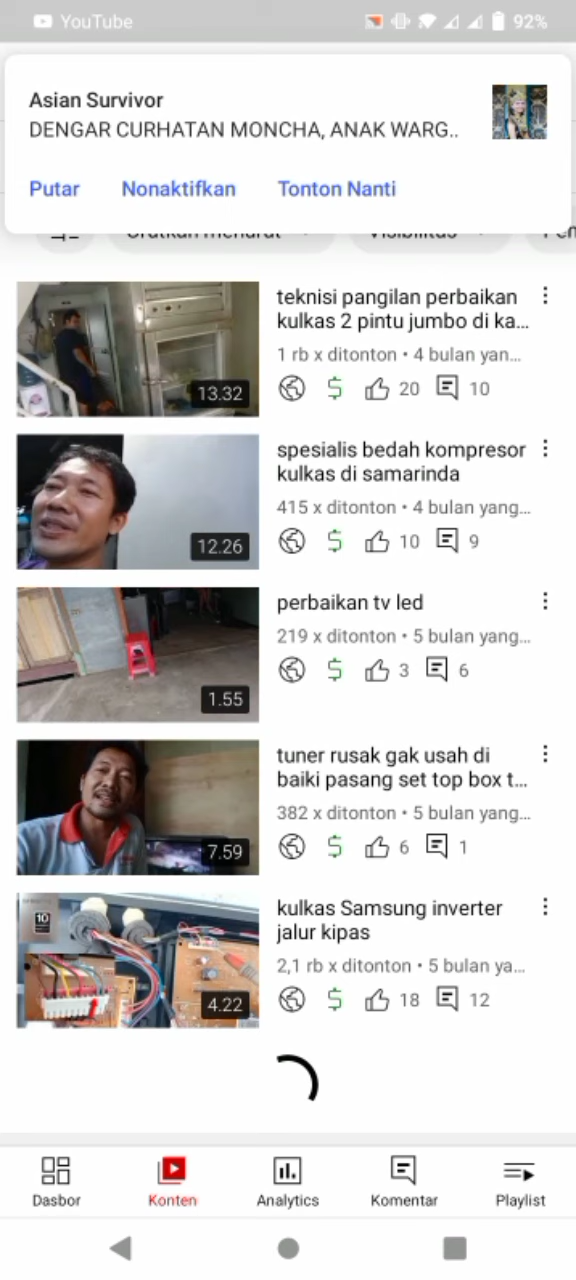 YouTube
92%
Asian Survivor
DENGAR CURHATAN MONCHA, ANAK WARG..
Putar
Nonaktifkan
Tonton Nanti
teknisi pangilan perbaikan
kulkas 2 pintu jumbo di ka...
1 rb x ditonton • 4 bulan yan...
20
10
13.32
spesialis bedah kompresor
kulkas di samarinda
415 x ditonton • 4 bulan yang...
10
9
12.26
perbaikan tv led
219 x ditonton • 5 bulan yang...
3
6
1.55
tuner rusak gak usah di
baiki pasang set top box t...
382 x ditonton • 5 bulan yang...
6
1
7.59
kulkas Samsung inverter
jalur kipas
2,1 rb x ditonton • 5 bulan ya...
18
12
10
4.22
Dasbor
Konten
Analytics
Komentar
Playlist